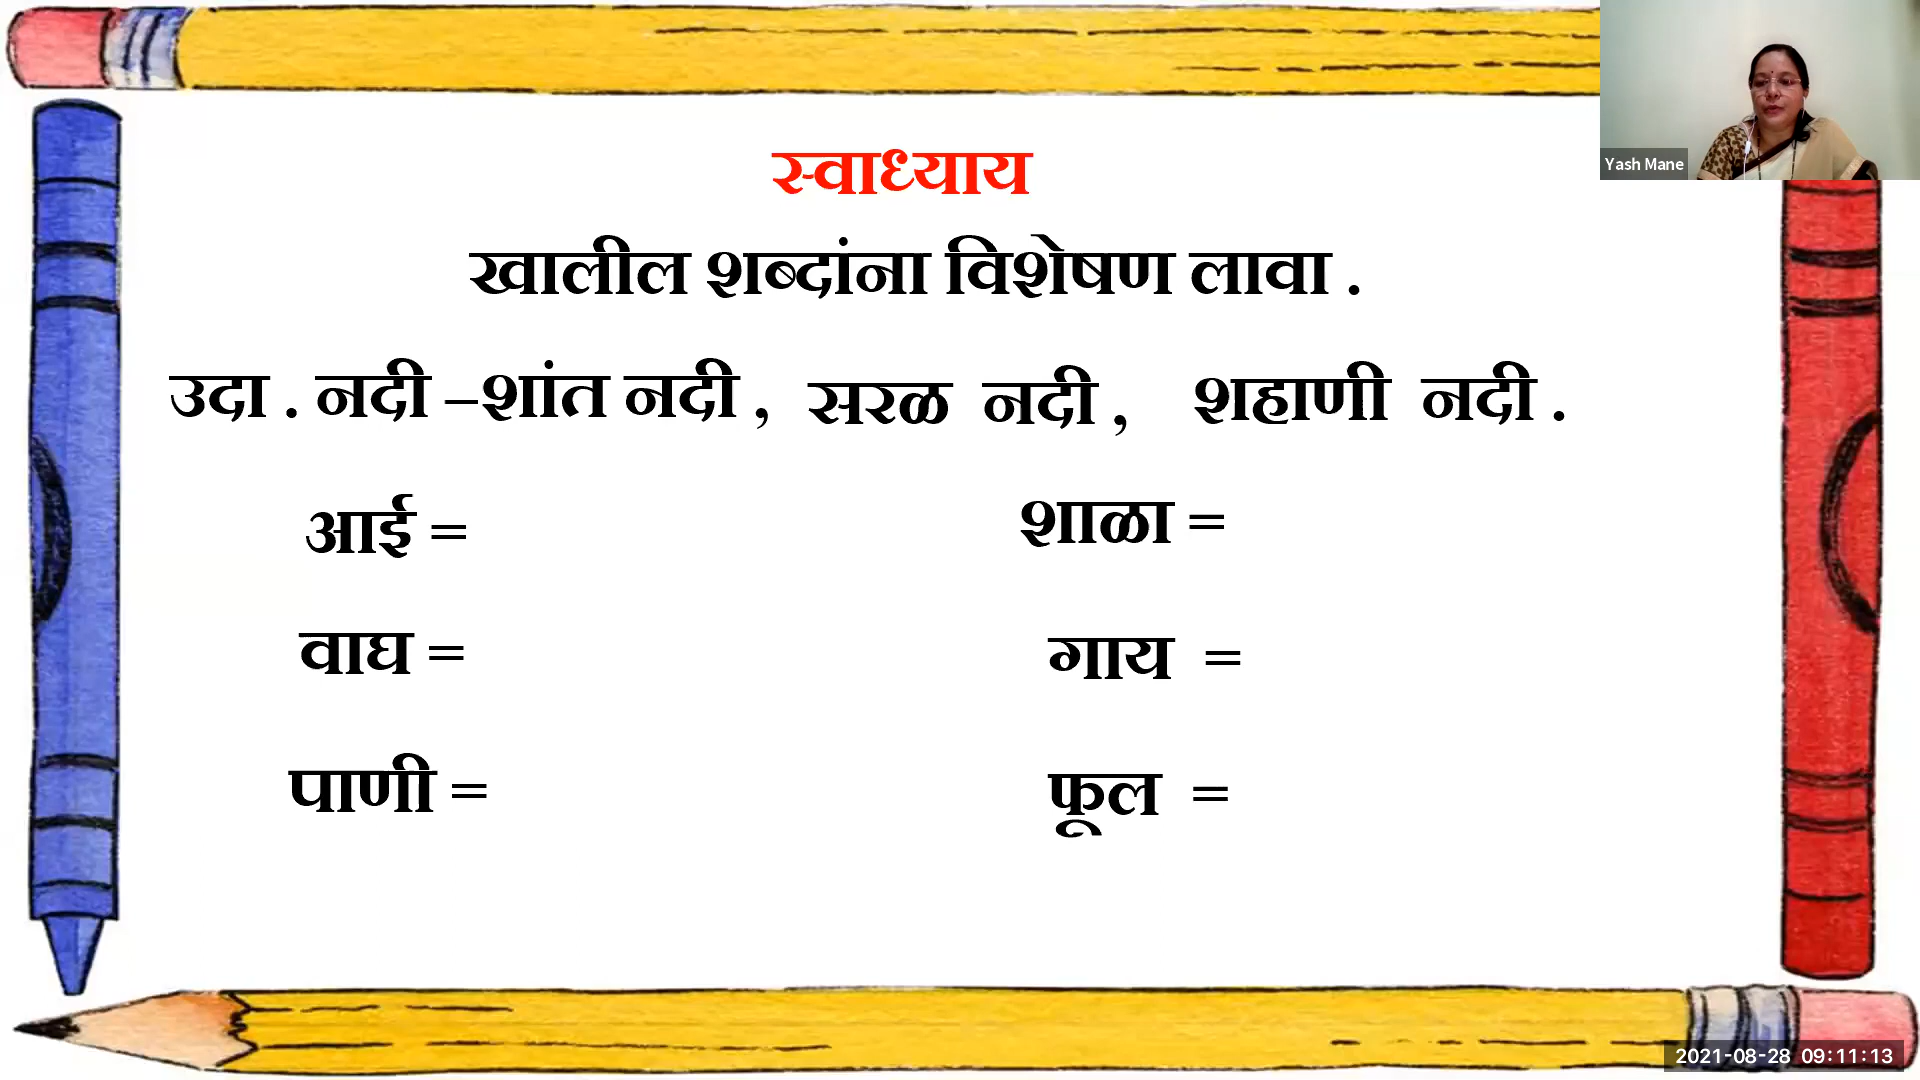 Yash Mane
स्वाध्याय
खालील शब्दांना विशेषण लावा .
उदा . नदी –शांत नदी , सरळ नदी , शहाणी नदी .
आई = शाळा =
वाघ = गाय =
पाणी = फूल =
2021-08-28 09:11:13